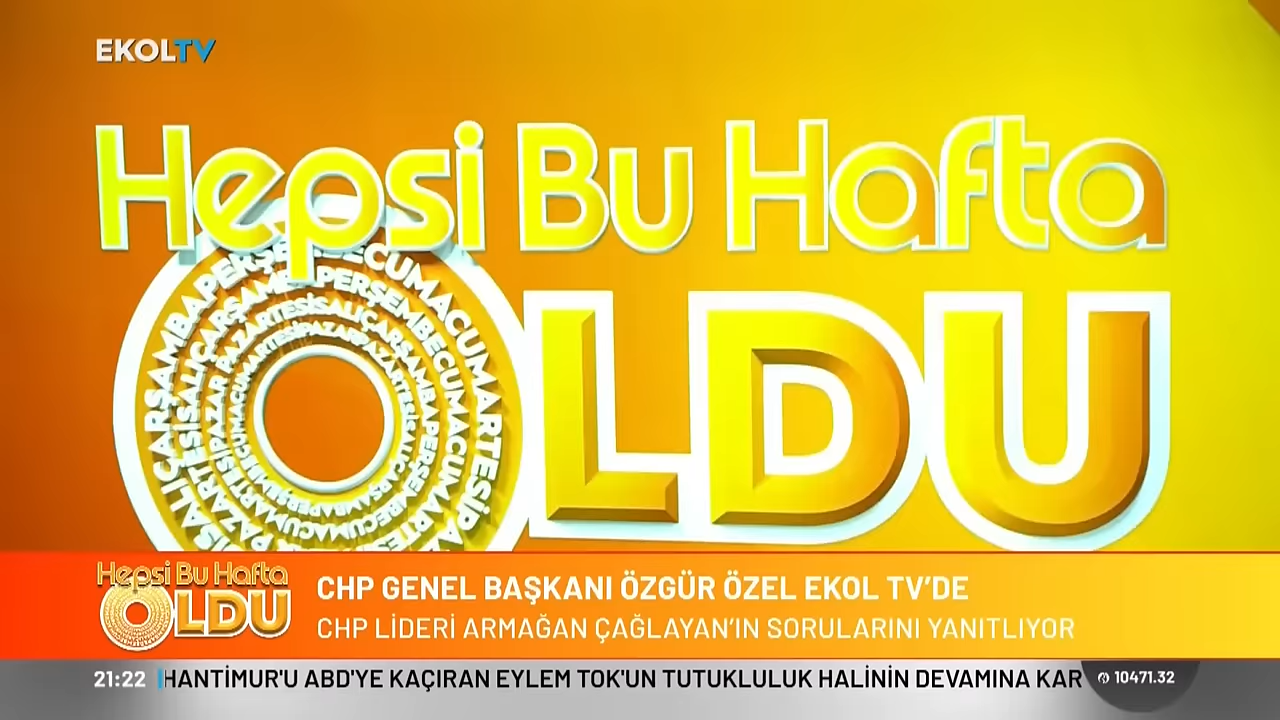 EKOLTV
Hepsi Bu Hafta
OLDU
Hepsi Bu Hafta
OLDU
CHP GENEL BAŞKANI ÖZGÜR ÖZEL EKOL TV’DE
CHP LİDERİ ARMAĞAN ÇAĞLAYAN’IN SORULARINI YANITLIYOR
21:22 HANTİMUR'U ABD'YE KAÇIRAN EYLEM TOK'UN TUTUKLULUK HALİNİN DEVAMINA KAR 10471.32